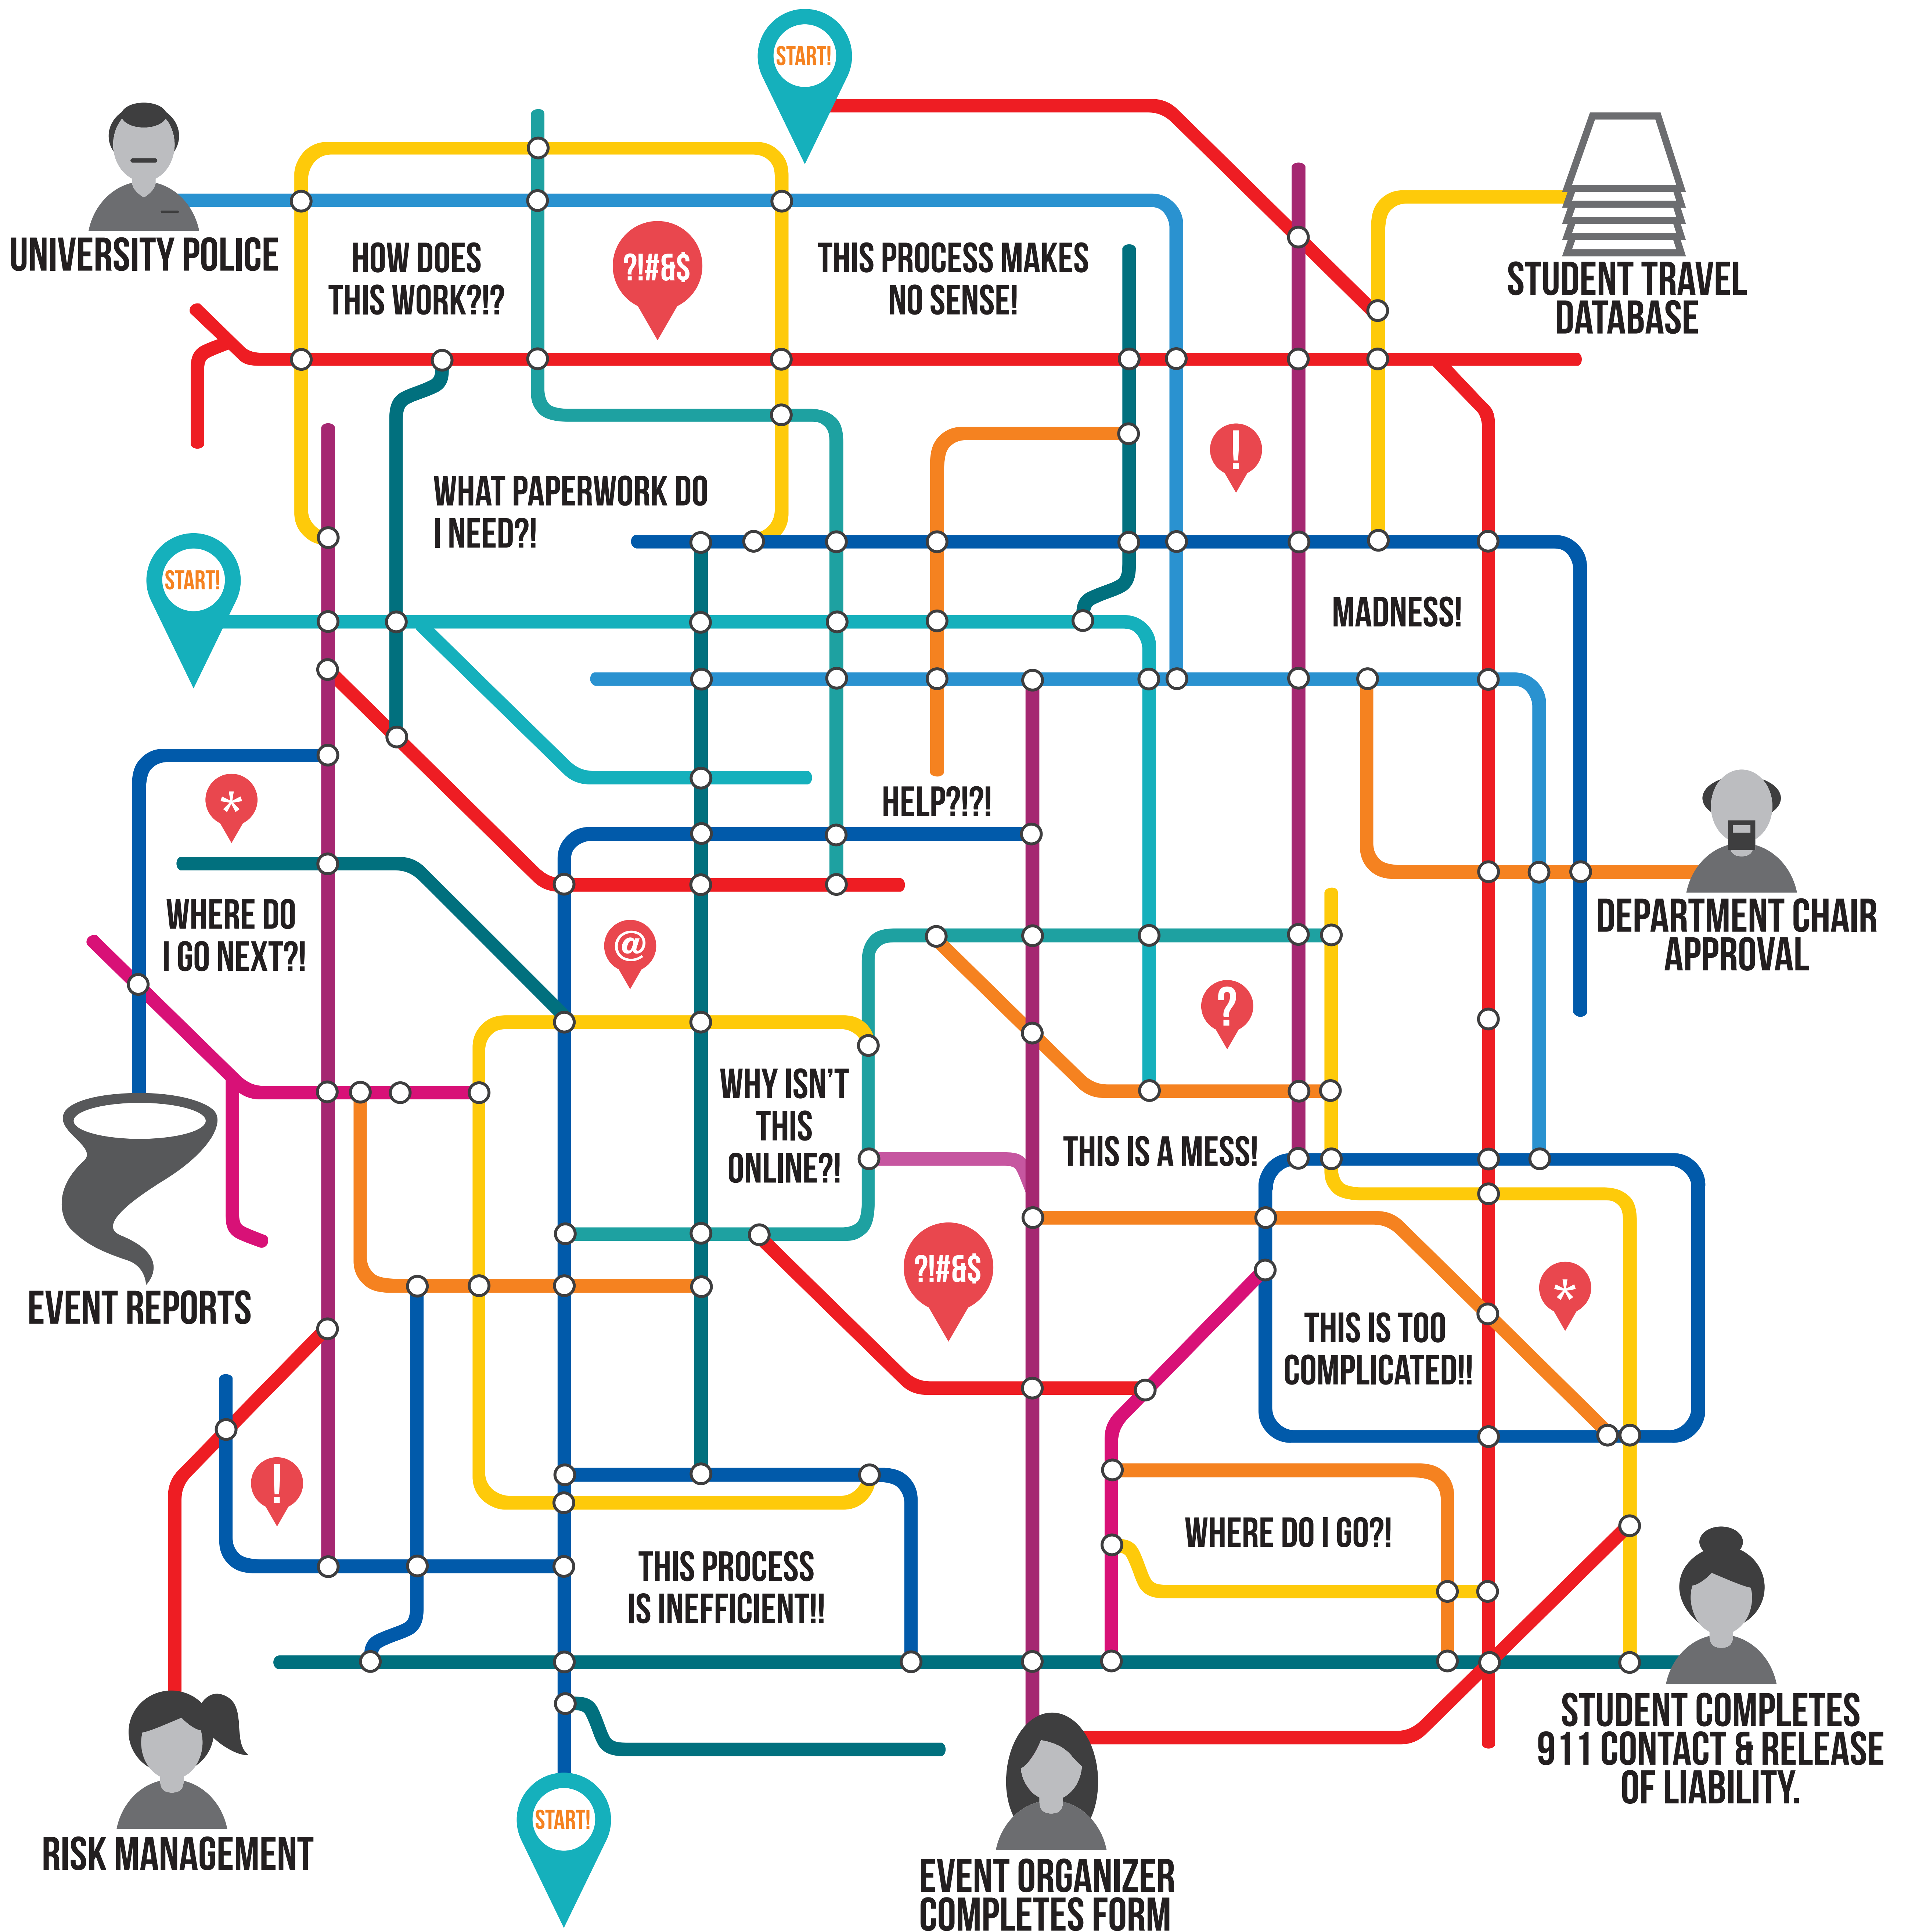 START!
UNIVERSITY POLICE
HOW DOES
THIS WORK?!?
?!#&$
THIS PROCESS MAKES
NO SENSE!
STUDENT TRAVEL
DATABASE
!
WHAT PAPERWORK DO
I NEED?!
START!
MADNESS!
*
HELP?!?!
WHERE DO
I GO NEXT?!
@
DEPARTMENT CHAIR
APPROVAL
?
WHY ISN'T
THIS
ONLINE?!
THIS IS A MESS!
EVENT REPORTS
?!#&$
*
THIS IS TOO
COMPLICATED!!
!
WHERE DO I GO?!
THIS PROCESS
IS INEFFICIENT!!
STUDENT COMPLETES
911 CONTACT & RELEASE
OF LIABILITY.
RISK MANAGEMENT
START!
EVENT ORGANIZER
COMPLETES FORM